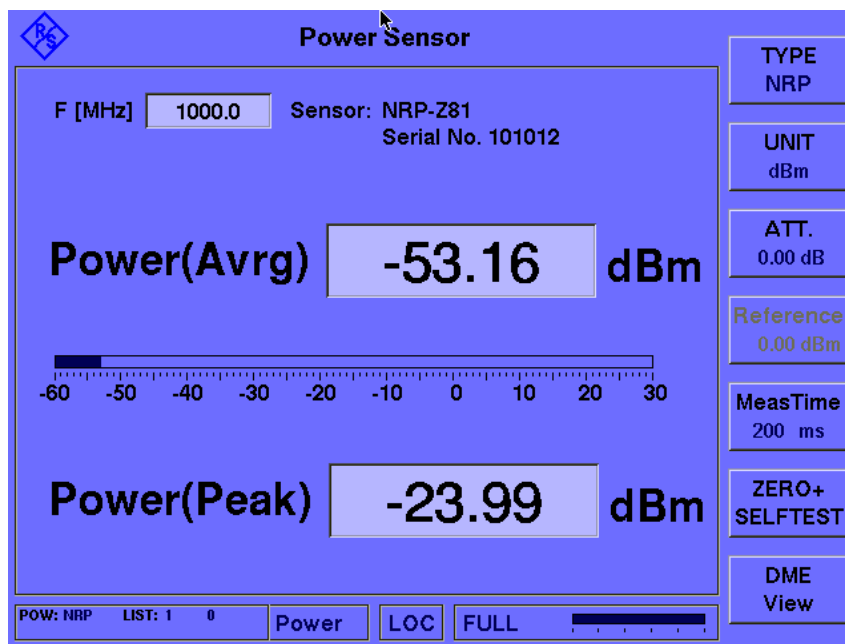 R S
Power Sensor
F [MHz] 1000.0 Sensor: NRP-Z81
Serial No. 101012
Power(Avrg) -53.16 dBm
-60 -50 -40 -30 -20 -10 0 10 20 30
Power(Peak) -23.99 dBm
TYPE
NRP
UNIT
dBm
ATT.
0.00 dB
Reference
0.00 dBm
MeasTime
200 ms
ZERO+
SELFTEST
DME
View
POW: NRP LIST: 1 0 Power LOC FULL